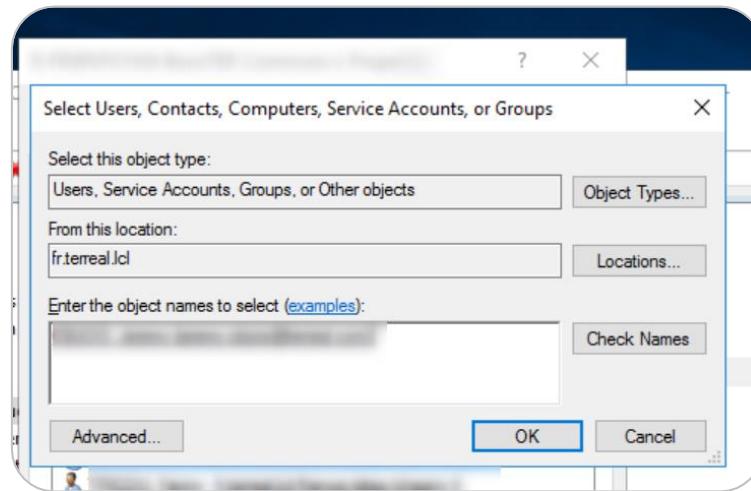 ?
Select Users, Contacts, Computers, Service Accounts, or Groups
Select this object type:
Users, Service Accounts, Groups, or Other objects
Object Types...
From this location:
fr.terreal.lcl
Locations...
Enter the object names to select (examples):
Check Names
Advanced...
OK
Cancel